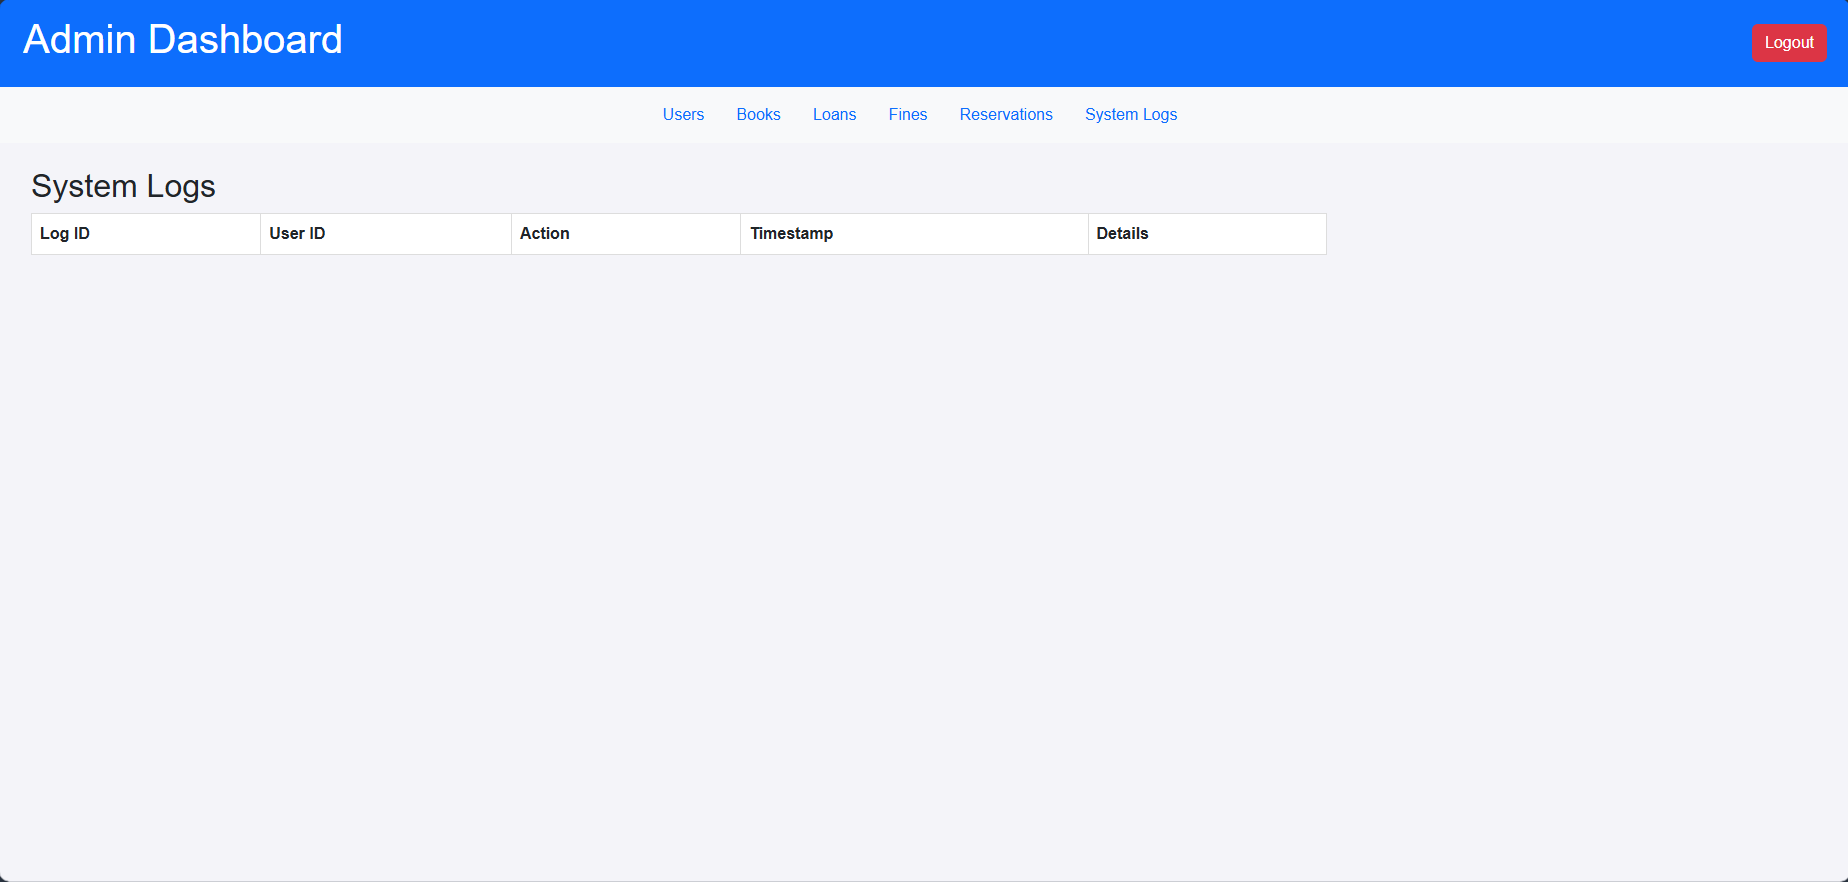 Admin Dashboard
Logout
Users Books Loans Fines Reservations System Logs
System Logs
Log ID User ID Action Timestamp Details